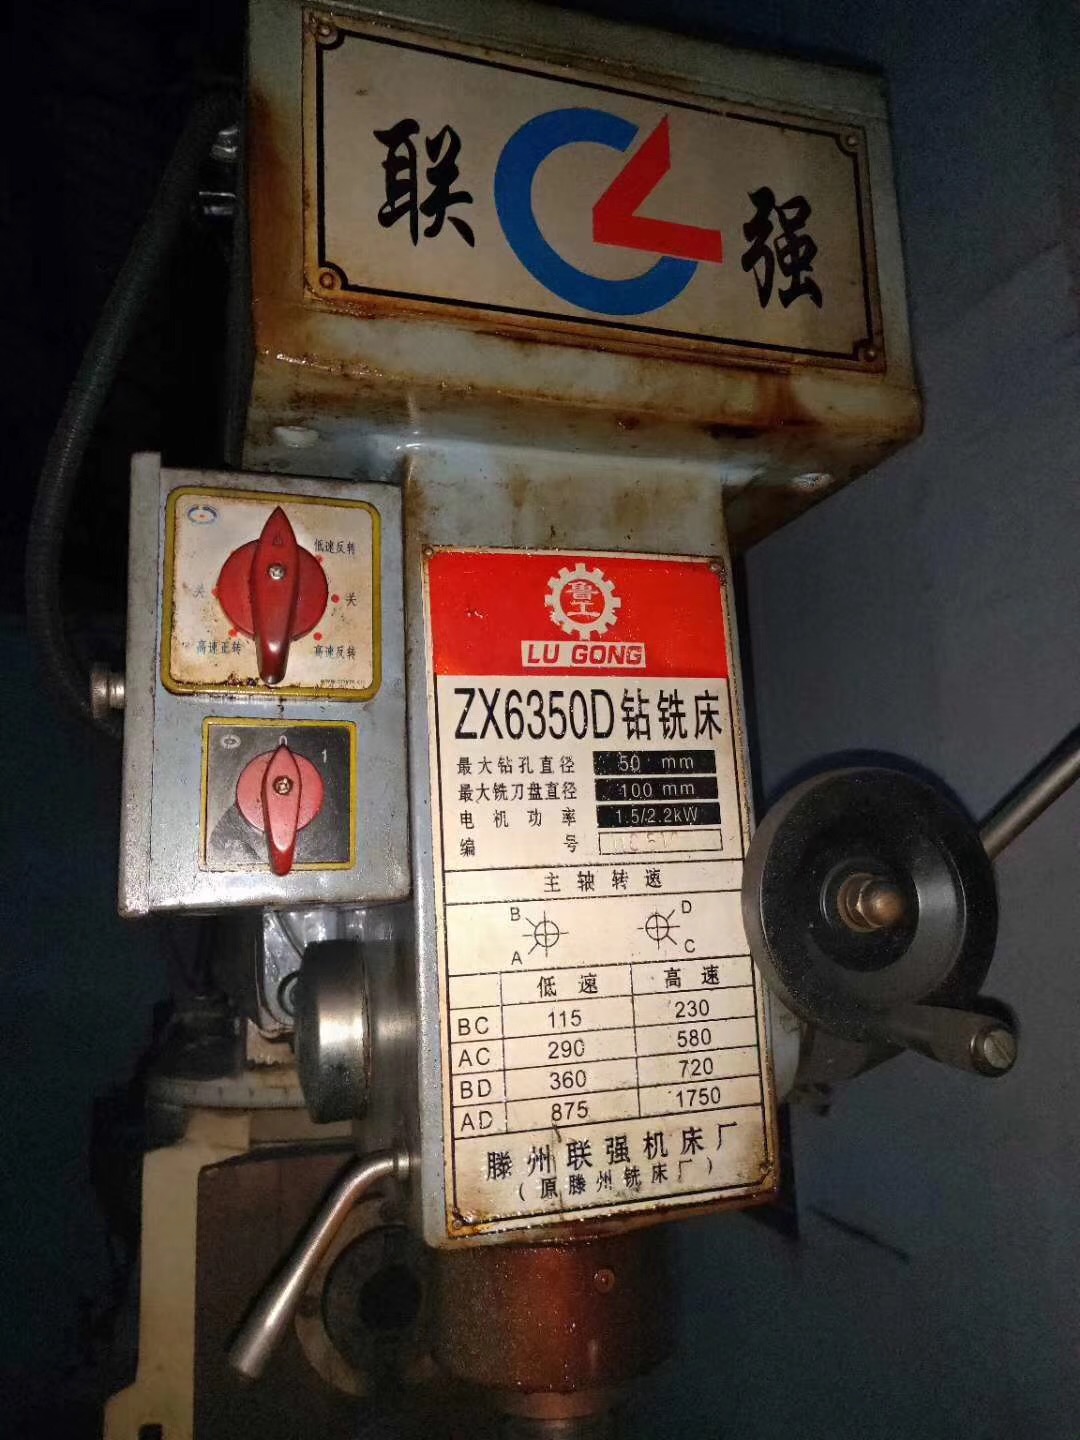 联 强
低速反转
关 关
高速正转 高速反转
0 1
鲁工
LU GONG
ZX6350D钻铣床
最大钻孔直径 50 mm
最大铣刀盘直径 100 mm
电机功率 1.5/2.2kW
编号
主轴转速
B D
A C
低速 高速
BC 115 230
AC 290 580
BD 360 720
AD 875 1750
滕州联强机床厂
(原滕州铣床厂)